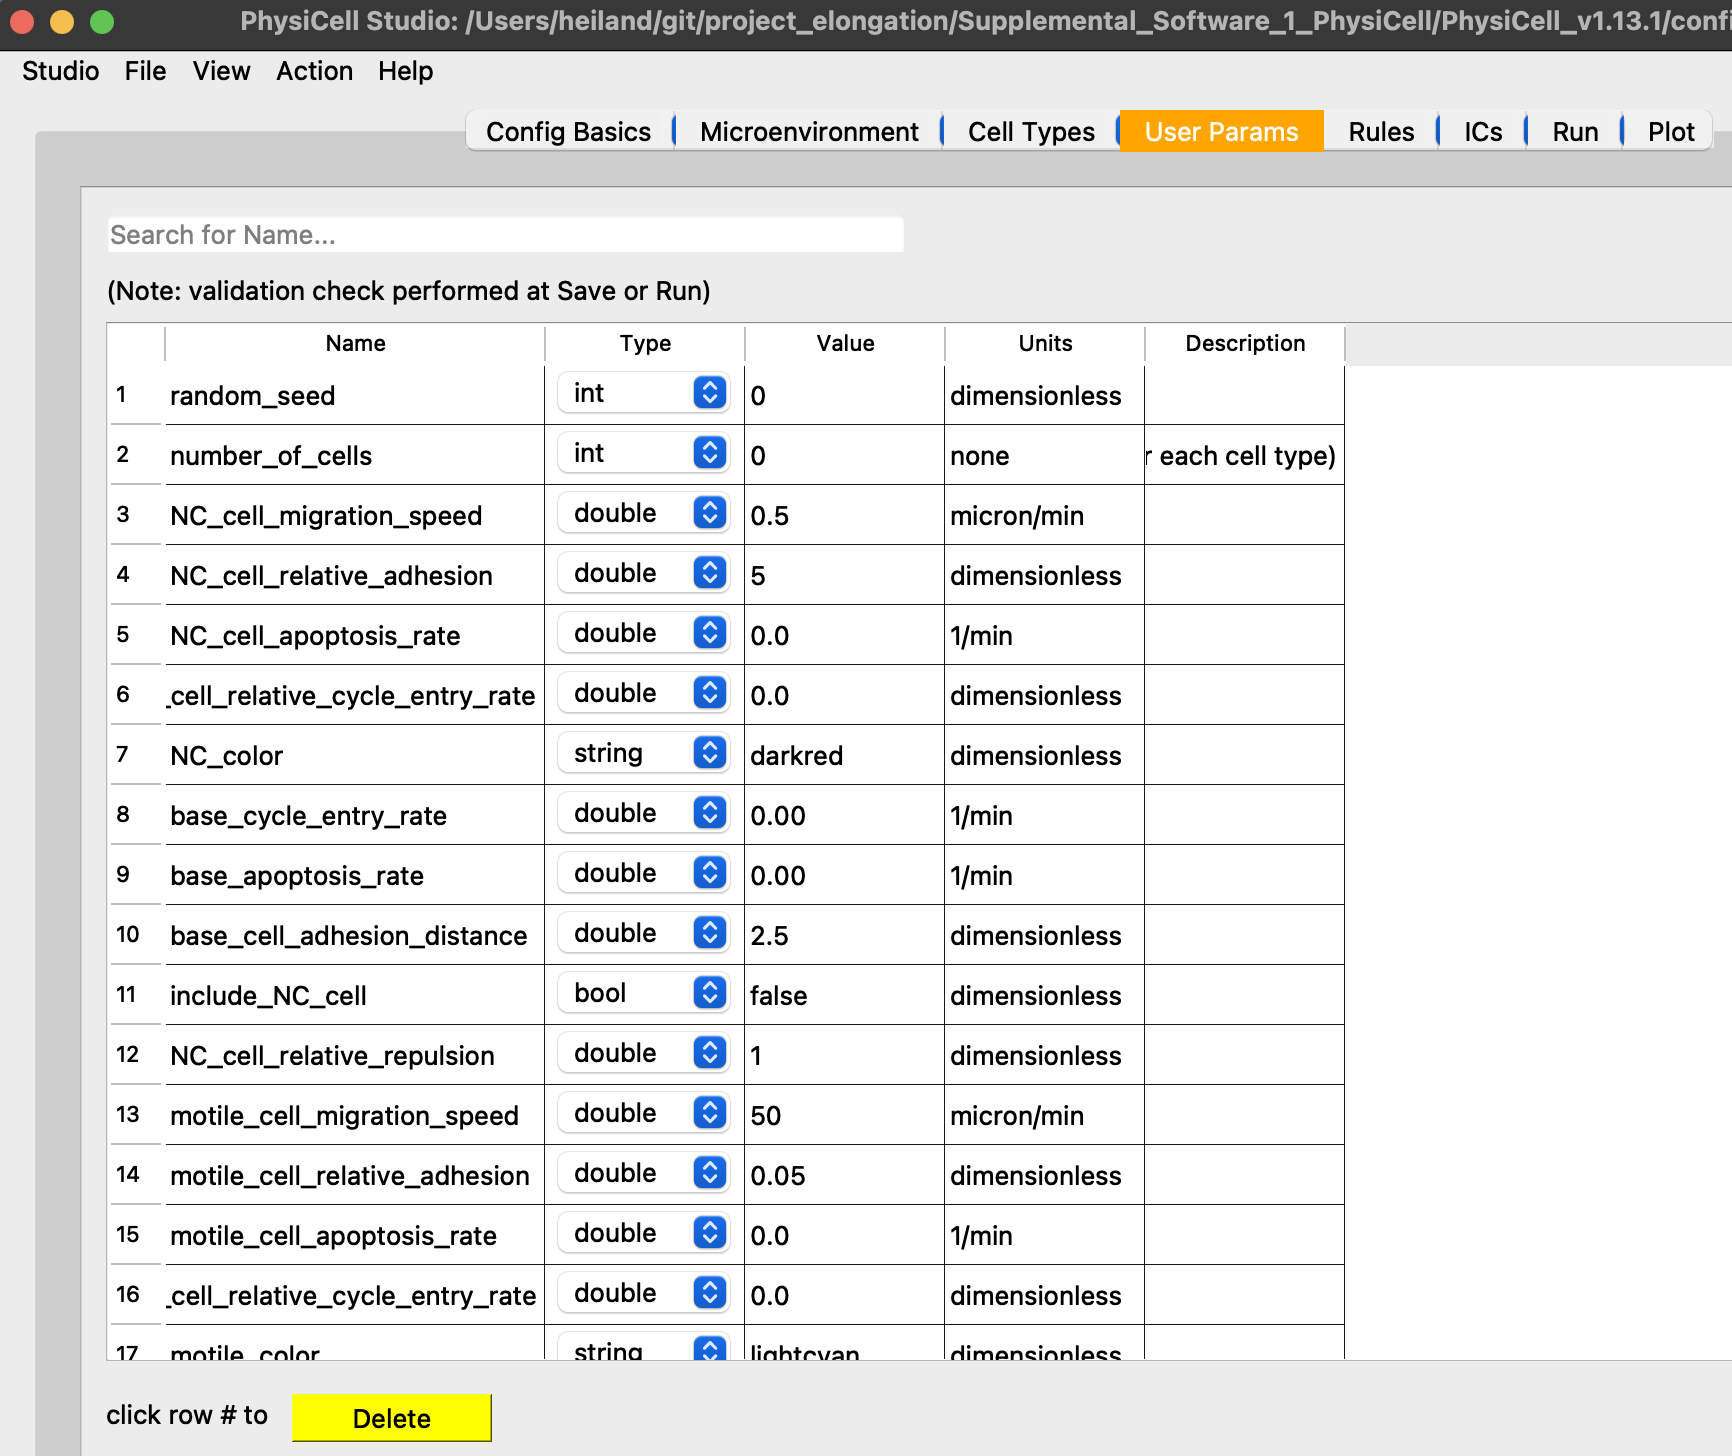 PhysiCell Studio: /Users/heiland/git/project_elongation/Supplemental_Software_1_PhysiCell/PhysiCell_v1.13.1/conf
Studio File View Action Help
Config Basics Microenvironment Cell Types User Params Rules ICs Run Plot
Search for Name...
(Note: validation check performed at Save or Run)
Name Type Value Units Description
1 random_seed int 0 dimensionless
2 number_of_cells int 0 none r each cell type)
3 NC_cell_migration_speed double 0.5 micron/min
4 NC_cell_relative_adhesion double 5 dimensionless
5 NC_cell_apoptosis_rate double 0.0 1/min
6 _cell_relative_cycle_entry_rate double 0.0 dimensionless
7 NC_color string darkred dimensionless
8 base_cycle_entry_rate double 0.00 1/min
9 base_apoptosis_rate double 0.00 1/min
10 base_cell_adhesion_distance double 2.5 dimensionless
11 include_NC_cell bool false dimensionless
12 NC_cell_relative_repulsion double 1 dimensionless
13 motile_cell_migration_speed double 50 micron/min
14 motile_cell_relative_adhesion double 0.05 dimensionless
15 motile_cell_apoptosis_rate double 0.0 1/min
16 _cell_relative_cycle_entry_rate double 0.0 dimensionless
17 motile_color string lightcyan dimensionless
click row # to Delete